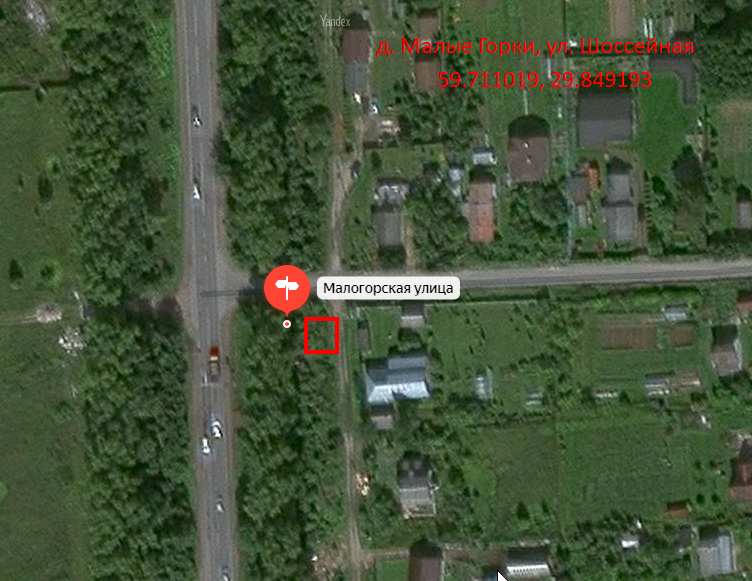 Yandex
д. Малые Горки, ул. Шоссейная
59.711019, 29.849193
Малогорская улица